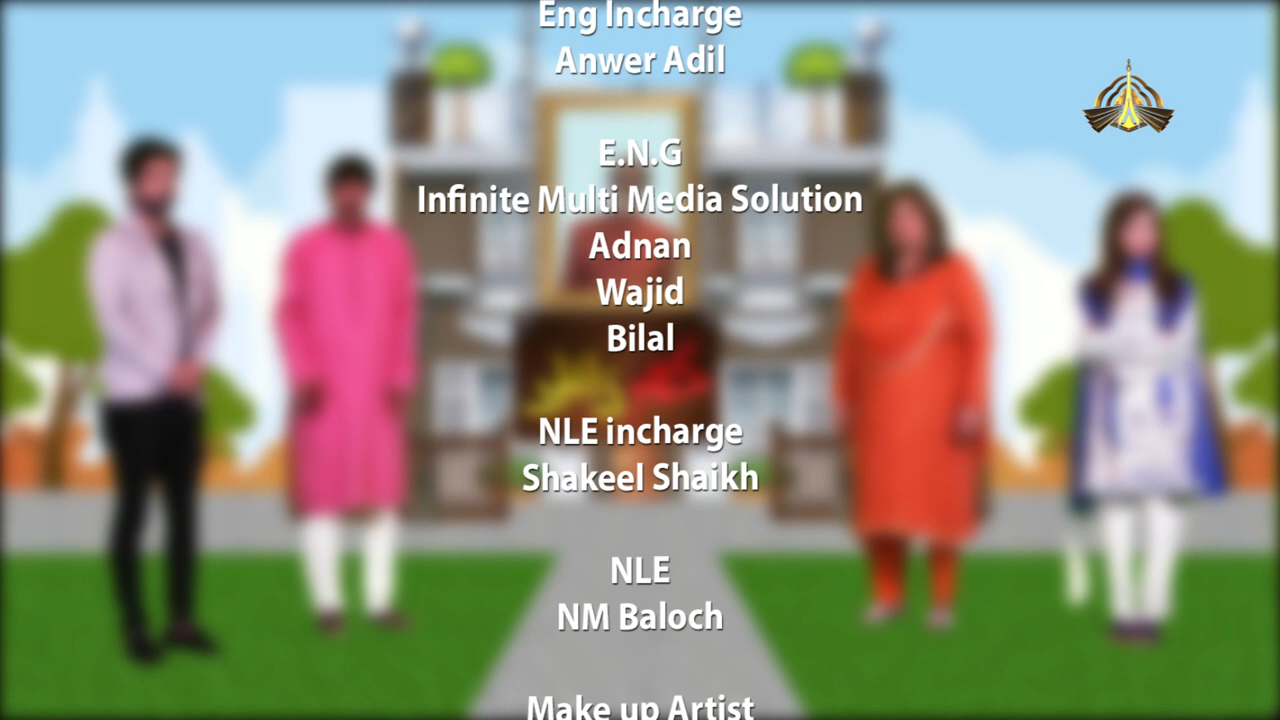 Eng Incharge
Anwer Adil
E.N.G
Infinite Multi Media Solution
Adnan
Wajid
Bilal
NLE incharge
Shakeel Shaikh
NLE
NM Baloch
Make up Artist